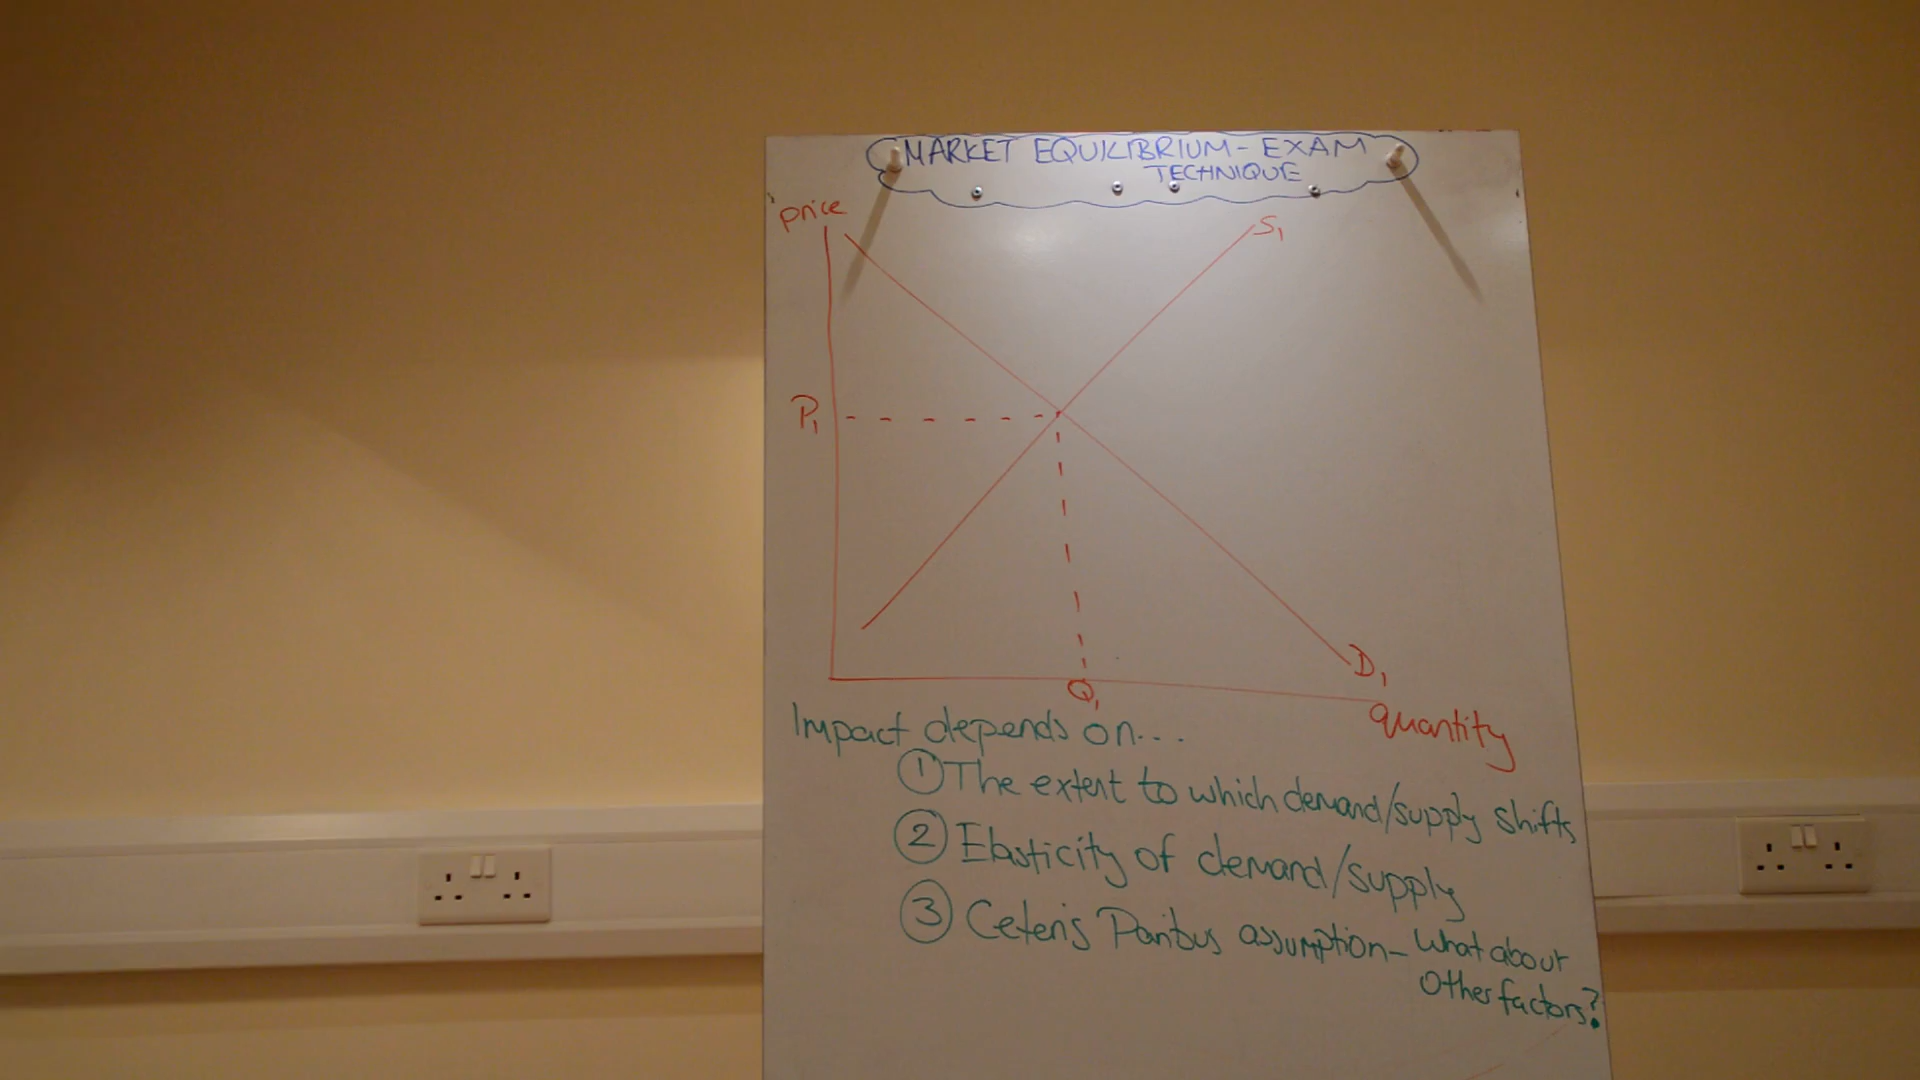 MARKET EQUILIBRIUM - EXAM
TECHNIQUE
price
S1
P1
D1
Q1
quantity
Impact depends on...
① The extent to which demand/supply shifts
② Elasticity of demand/supply
③ Ceteris Paribus assumption - What about
other factors?